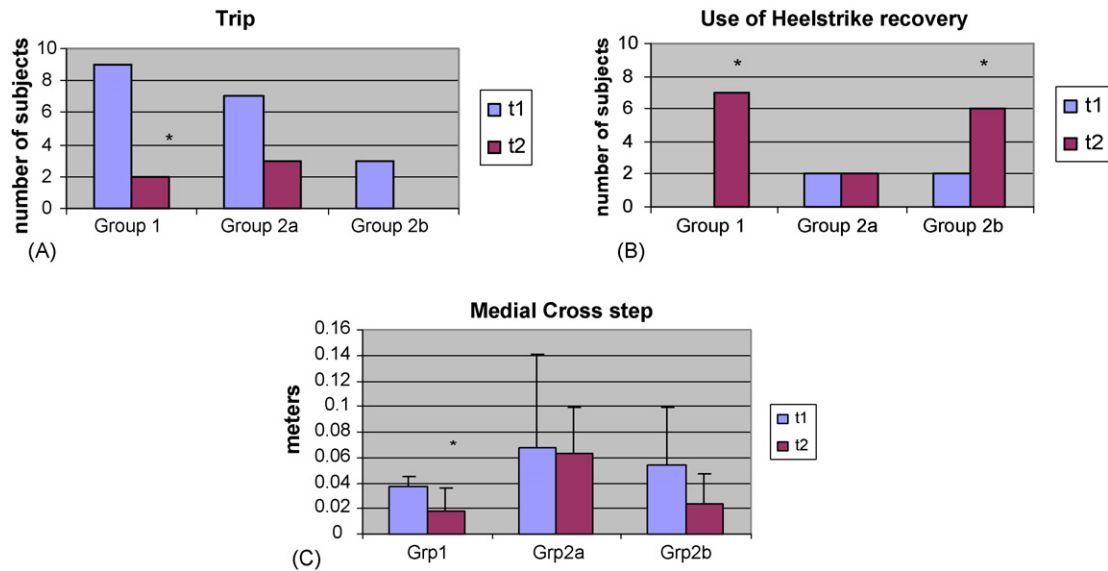 Trip
number of subjects
10
8
6
4
2
0
*
Group 1 Group 2a Group 2b
t1
t2
(A)
Use of Heelstrike recovery
number of subjects
10
8
6
4
2
0
* *
Group 1 Group 2a Group 2b
t1
t2
(B)
Medial Cross step
meters
0.16
0.14
0.12
0.1
0.08
0.06
0.04
0.02
0
*
Grp1 Grp2a Grp2b
t1
t2
(C)